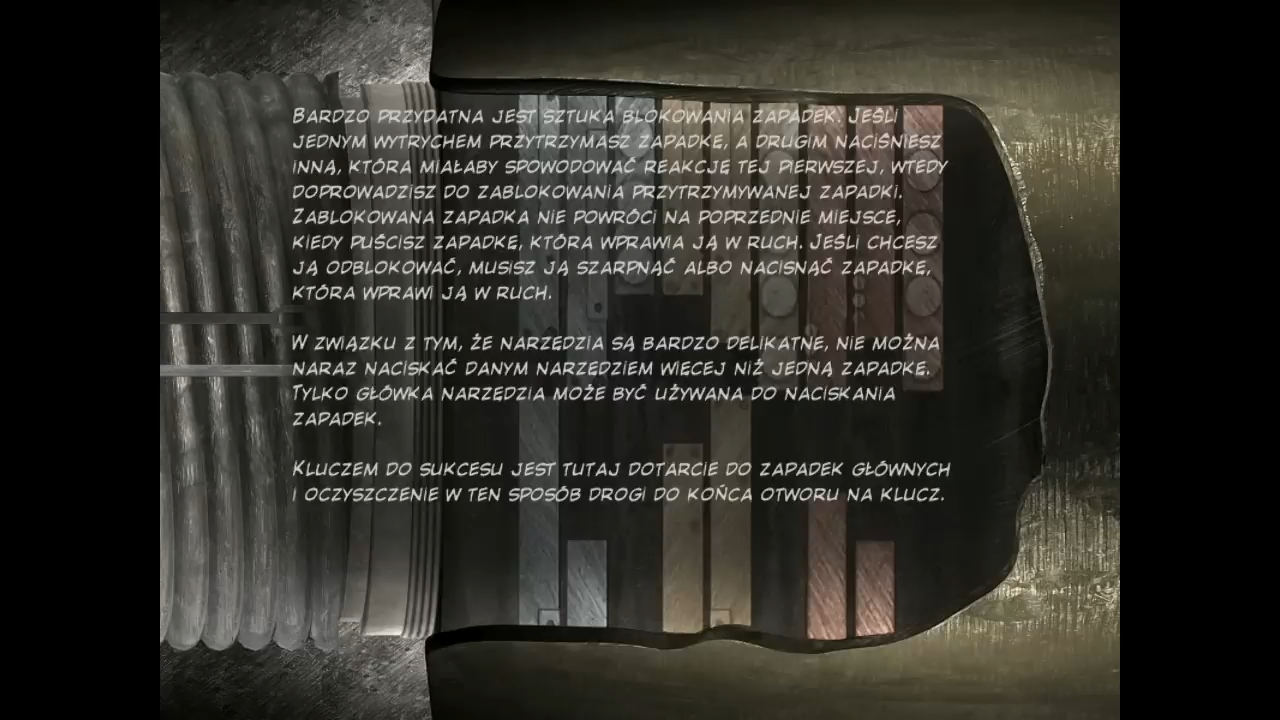 Bardzo przydatna jest sztuka blokowania zapadek. Jeśli
jednym wytrychem przytrzymasz zapadkę, a drugim naciśniesz
inną, która miałaby spowodować reakcję tej pierwszej, wtedy
doprowadzisz do zablokowania przytrzymywanej zapadki.
Zablokowana zapadka nie powróci na poprzednie miejsce,
kiedy puścisz zapadkę, która wprawia ją w ruch. Jeśli chcesz
ją odblokować, musisz ją szarpnąć albo nacisnąć zapadkę,
która wprawi ją w ruch.

W związku z tym, że narzędzia są bardzo delikatne, nie można
naraz naciskać danym narzędziem więcej niż jedną zapadkę.
Tylko główka narzędzia może być używana do naciskania
zapadek.

Kluczem do sukcesu jest tutaj dotarcie do zapadek głównych
i oczyszczenie w ten sposób drogi do końca otworu na klucz.